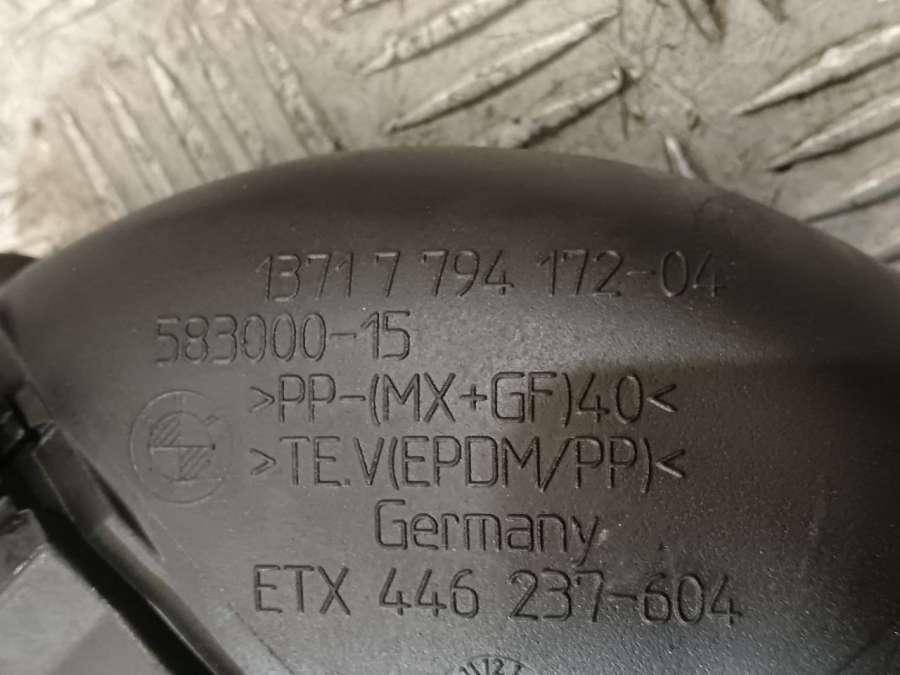 1371 7 794 172-04
583000-15
>PP-(MX+GF)40<
>TE.V(EPDM/PP)<
Germany
ETX 446 237-604
12